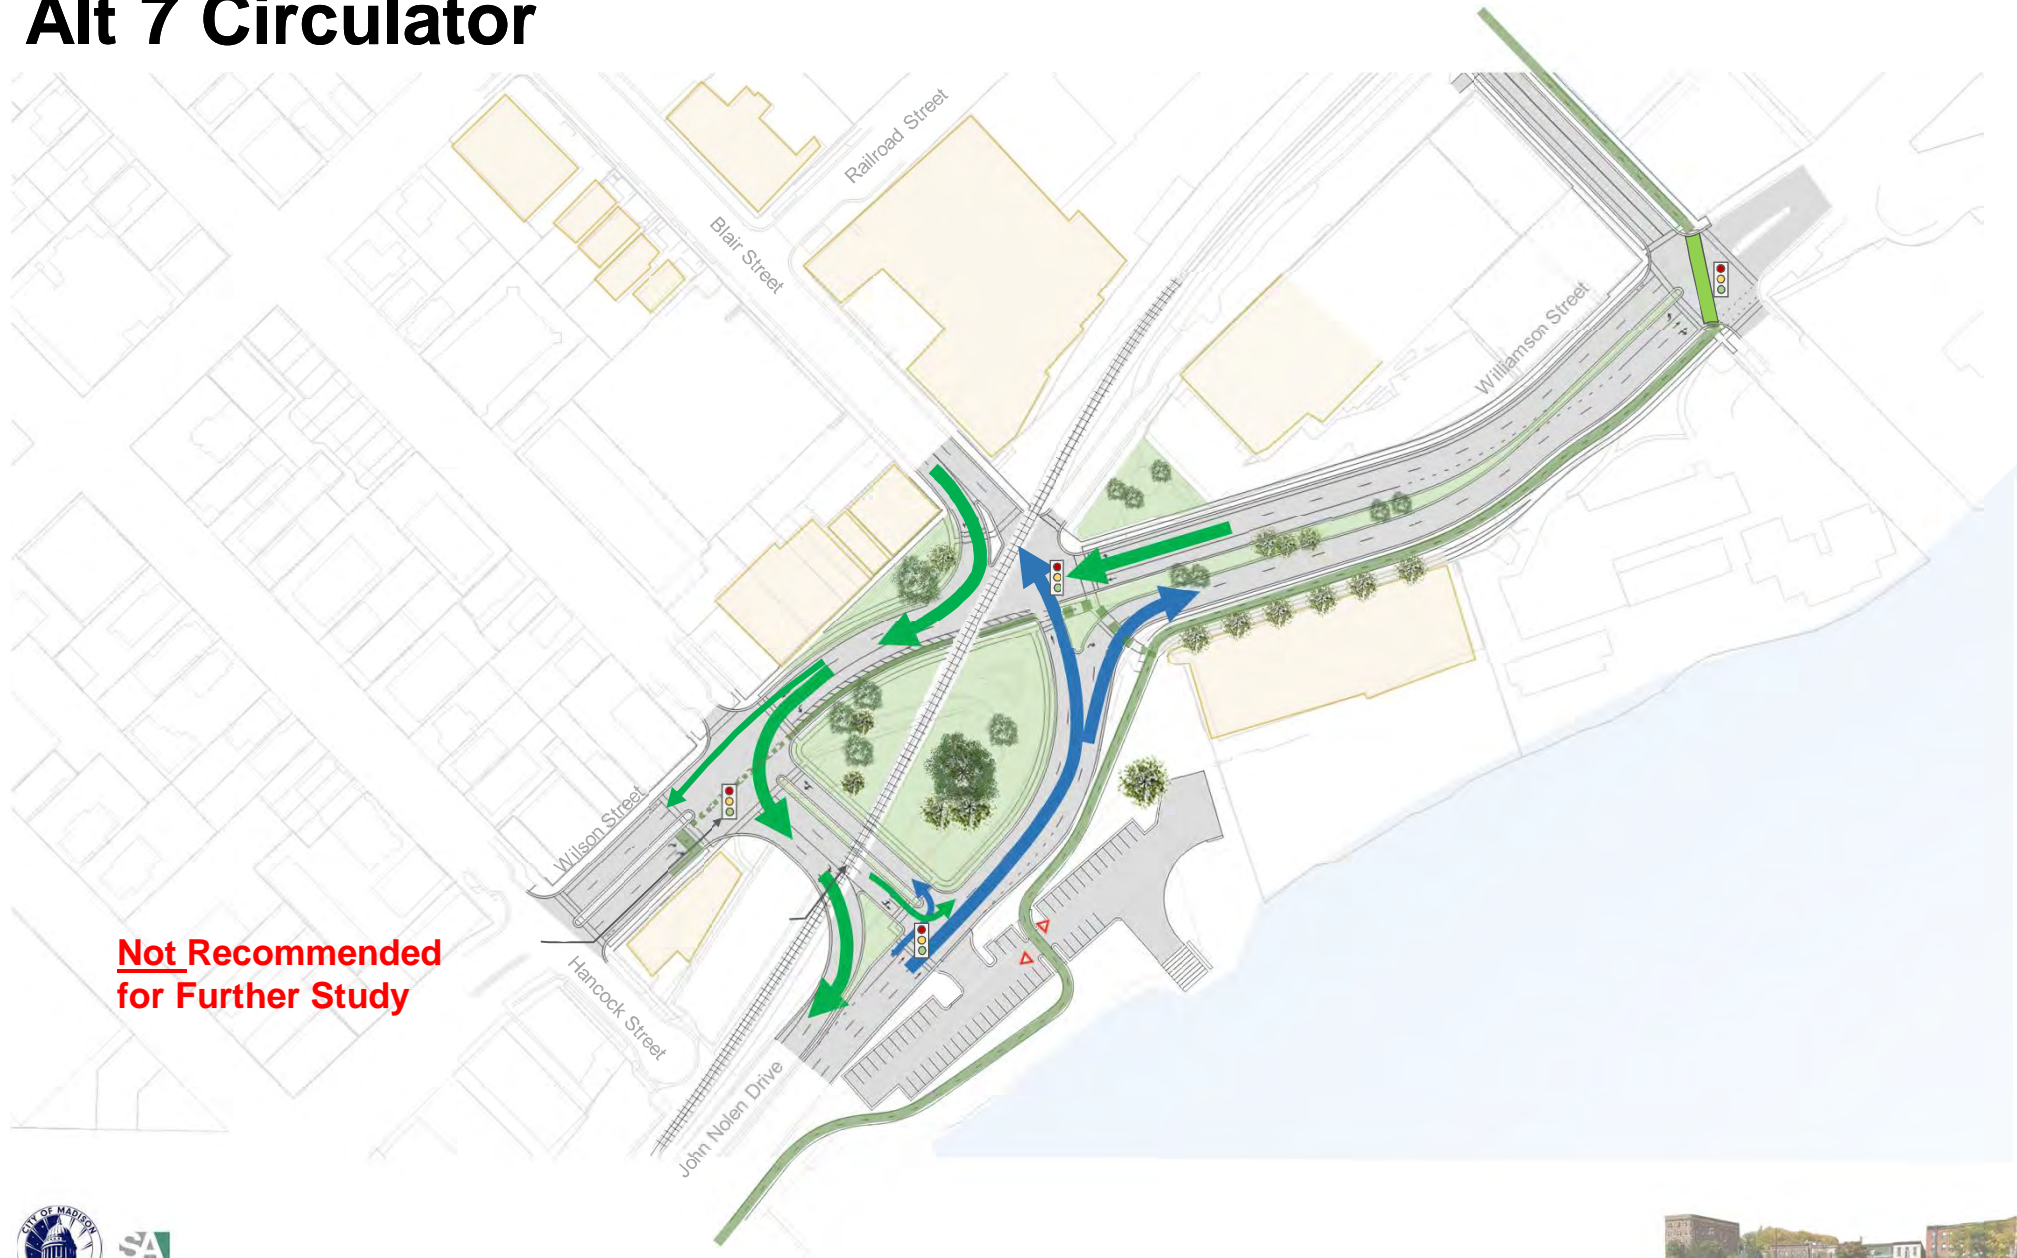 Alt 7 Circulator
Railroad Street
Blair Street
Williamson Street
Wilson Street
Not Recommended
for Further Study
Hancock Street
John Nolen Drive
CITY OF MADISON
SA